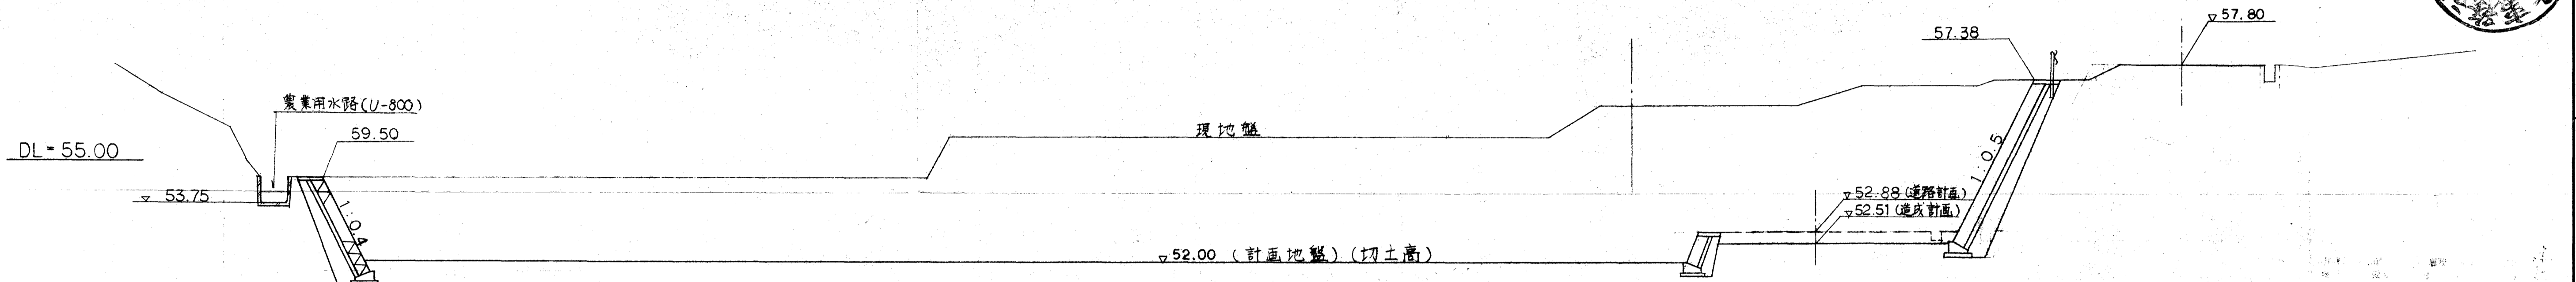 57.80
57.38
農業用水路(U-800)
59.50
現地盤
DL=55.00
1:0.5
53.75
52.88(道路計画)
1:0.4
52.51(造成計画)
52.00 (計画地盤) (切土高)